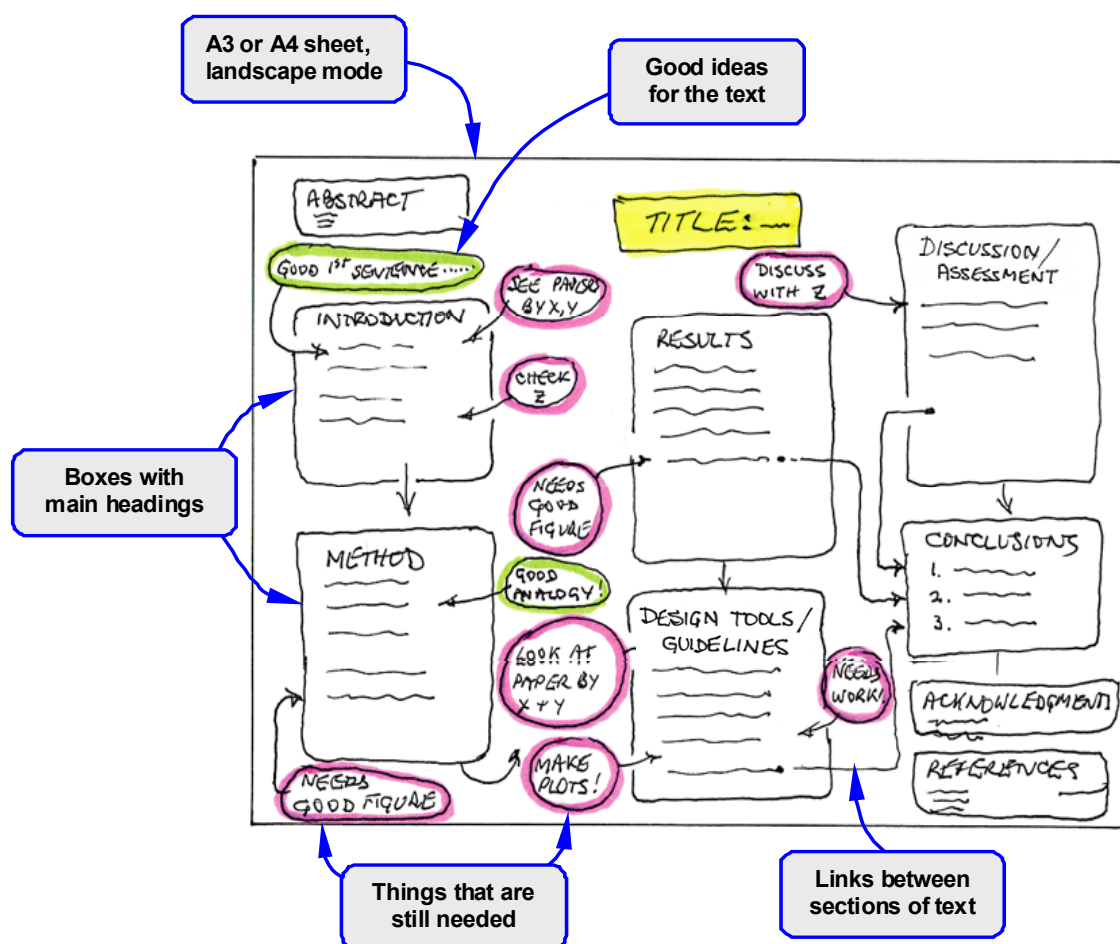 A3 or A4 sheet,
landscape mode
Good ideas
for the text
ABSTRACT
TITLE:
GOOD 1ST SENTENCE .....
SEE PAPERS
BY X, Y
INTRODUCTION
CHECK
Z
DISCUSS
WITH Z
DISCUSSION/
ASSESSMENT
RESULTS
Boxes with
main headings
NEEDS
GOOD
FIGURE
METHOD
GOOD
ANALOGY!
LOOK AT
PAPER BY
X + Y
MAKE
PLOTS!
NEEDS
GOOD FIGURE
DESIGN TOOLS/
GUIDELINES
NEEDS
WORK!
CONCLUSIONS
1.
2.
3.
ACKNOWLEDGMENTS
REFERENCES
Things that are
still needed
Links between
sections of text